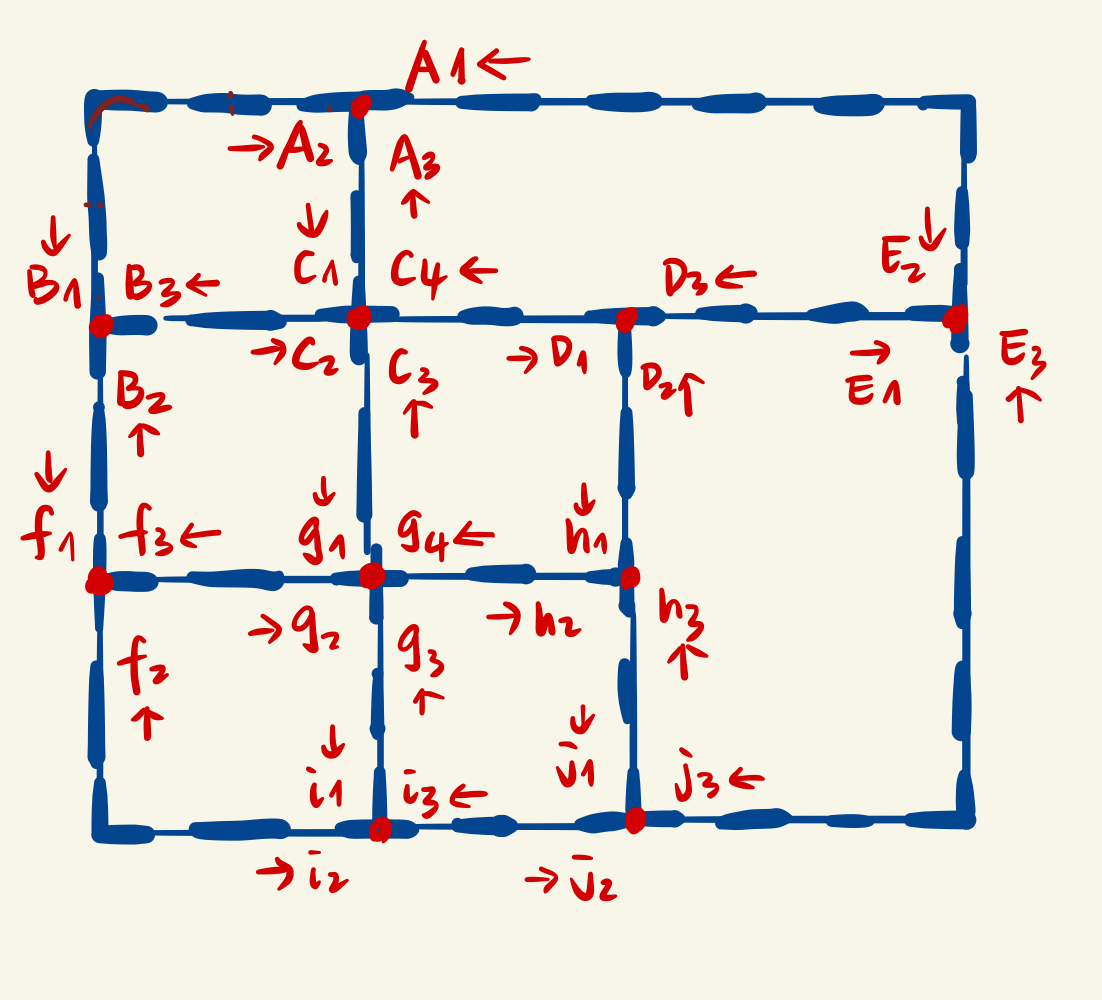 A1←
→A2
A3
↑
↓
B1
B3←
↓
C1
C4←
D3←
↓
E2
→C2
C3
↑
→D1
D2↑
→
E1
E3
↑
B2
↑
↓
f1
f3←
↓
g1
g4←
↓
h1
→g2
g3
↑
→h2
h3
↑
f2
↑
↓
i1
i3←
↓
j1
j3←
→i2
→j2